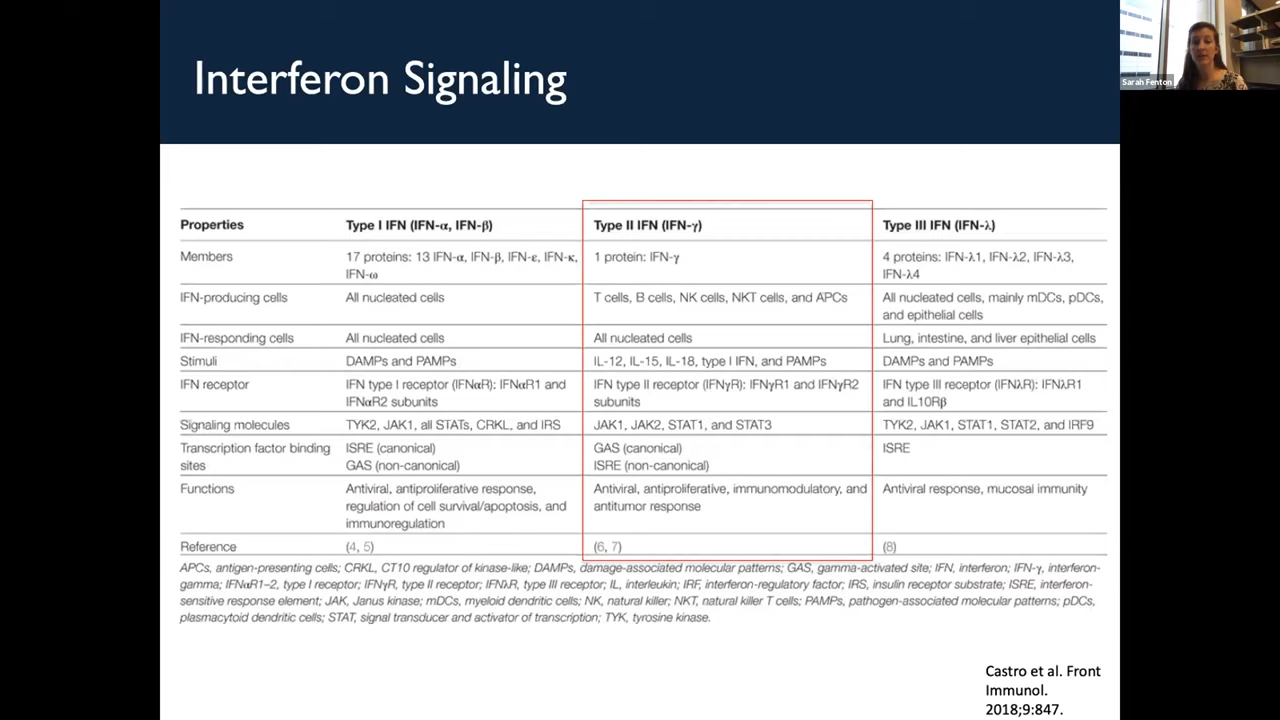 Interferon Signaling
Sarah Fenton
Properties Type I IFN (IFN-α, IFN-β) Type II IFN (IFN-γ) Type III IFN (IFN-λ)
Members 17 proteins: 13 IFN-α, IFN-β, IFN-ε, IFN-κ, 1 protein: IFN-γ 4 proteins: IFN-λ1, IFN-λ2, IFN-λ3,
IFN-ω IFN-λ4
IFN-producing cells All nucleated cells T cells, B cells, NK cells, NKT cells, and APCs All nucleated cells, mainly mDCs, pDCs,
and epithelial cells
IFN-responding cells All nucleated cells All nucleated cells Lung, intestine, and liver epithelial cells
Stimuli DAMPs and PAMPs IL-12, IL-15, IL-18, type I IFN, and PAMPs DAMPs and PAMPs
IFN receptor IFN type I receptor (IFNαR): IFNαR1 and IFN type II receptor (IFNγR): IFNγR1 and IFNγR2 IFN type III receptor (IFNλR): IFNλR1
IFNαR2 subunits subunits and IL10Rβ
Signaling molecules TYK2, JAK1, all STATs, CRKL, and IRS JAK1, JAK2, STAT1, and STAT3 TYK2, JAK1, STAT1, STAT2, and IRF9
Transcription factor binding ISRE (canonical) GAS (canonical) ISRE
sites GAS (non-canonical) ISRE (non-canonical)
Functions Antiviral, antiproliferative response, Antiviral, antiproliferative, immunomodulatory, and Antiviral response, mucosal immunity
regulation of cell survival/apoptosis, and antitumor response
immunoregulation
Reference (4, 5) (6, 7) (8)
APCs, antigen-presenting cells; CRKL, CT10 regulator of kinase-like; DAMPs, damage-associated molecular patterns; GAS, gamma-activated site; IFN, interferon; IFN-γ, interferon-
gamma; IFNαR1–2, type I receptor; IFNγR, type II receptor; IFNλR, type III receptor; IL, interleukin; IRF, interferon-regulatory factor; IRS, insulin receptor substrate; ISRE, interferon-
sensitive response element; JAK, Janus kinase; mDCs, myeloid dendritic cells; NK, natural killer; NKT, natural killer T cells; PAMPs, pathogen-associated molecular patterns; pDCs,
plasmacytoid dendritic cells; STAT, signal transducer and activator of transcription; TYK, tyrosine kinase.
Castro et al. Front
Immunol.
2018;9:847.